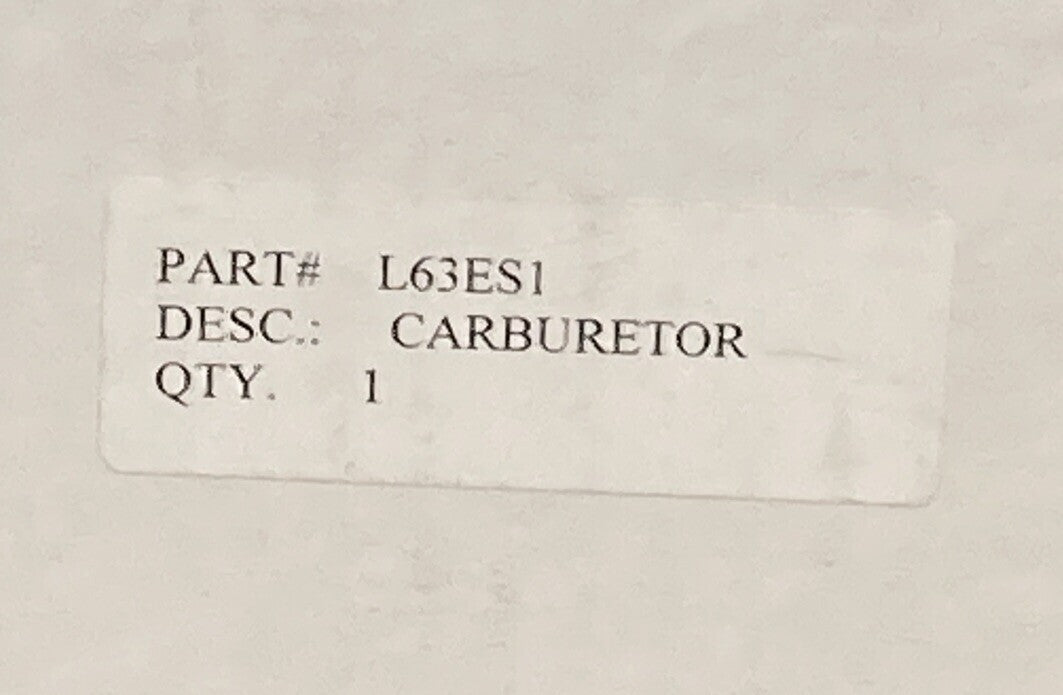 PART# L63ES1
DESC.: CARBURETOR
QTY. 1